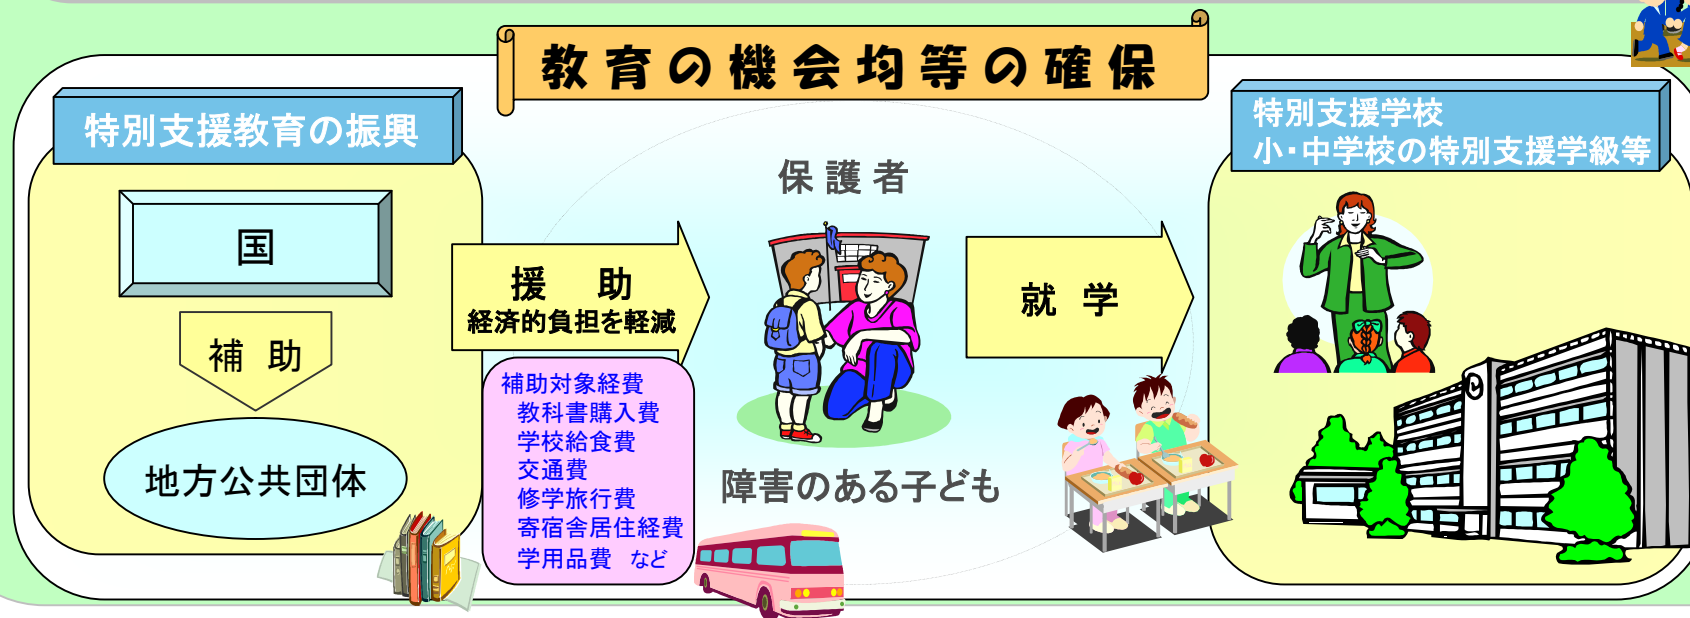 教育の機会均等の確保
特別支援教育の振興
国
補 助
地方公共団体
援 助
経済的負担を軽減
補助対象経費
教科書購入費
学校給食費
交通費
修学旅行費
寄宿舎居住経費
学用品費 など
保護者
障害のある子ども
就 学
特別支援学校
小・中学校の特別支援学級等